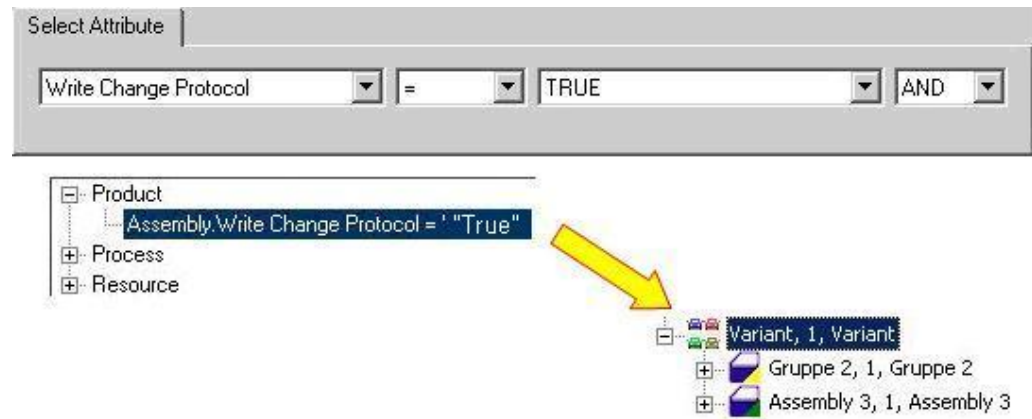 Select Attribute
Write Change Protocol = TRUE AND
Product
Assembly.Write Change Protocol = ' "True"
Process
Resource
Variant, 1, Variant
Gruppe 2, 1, Gruppe 2
Assembly 3, 1, Assembly 3